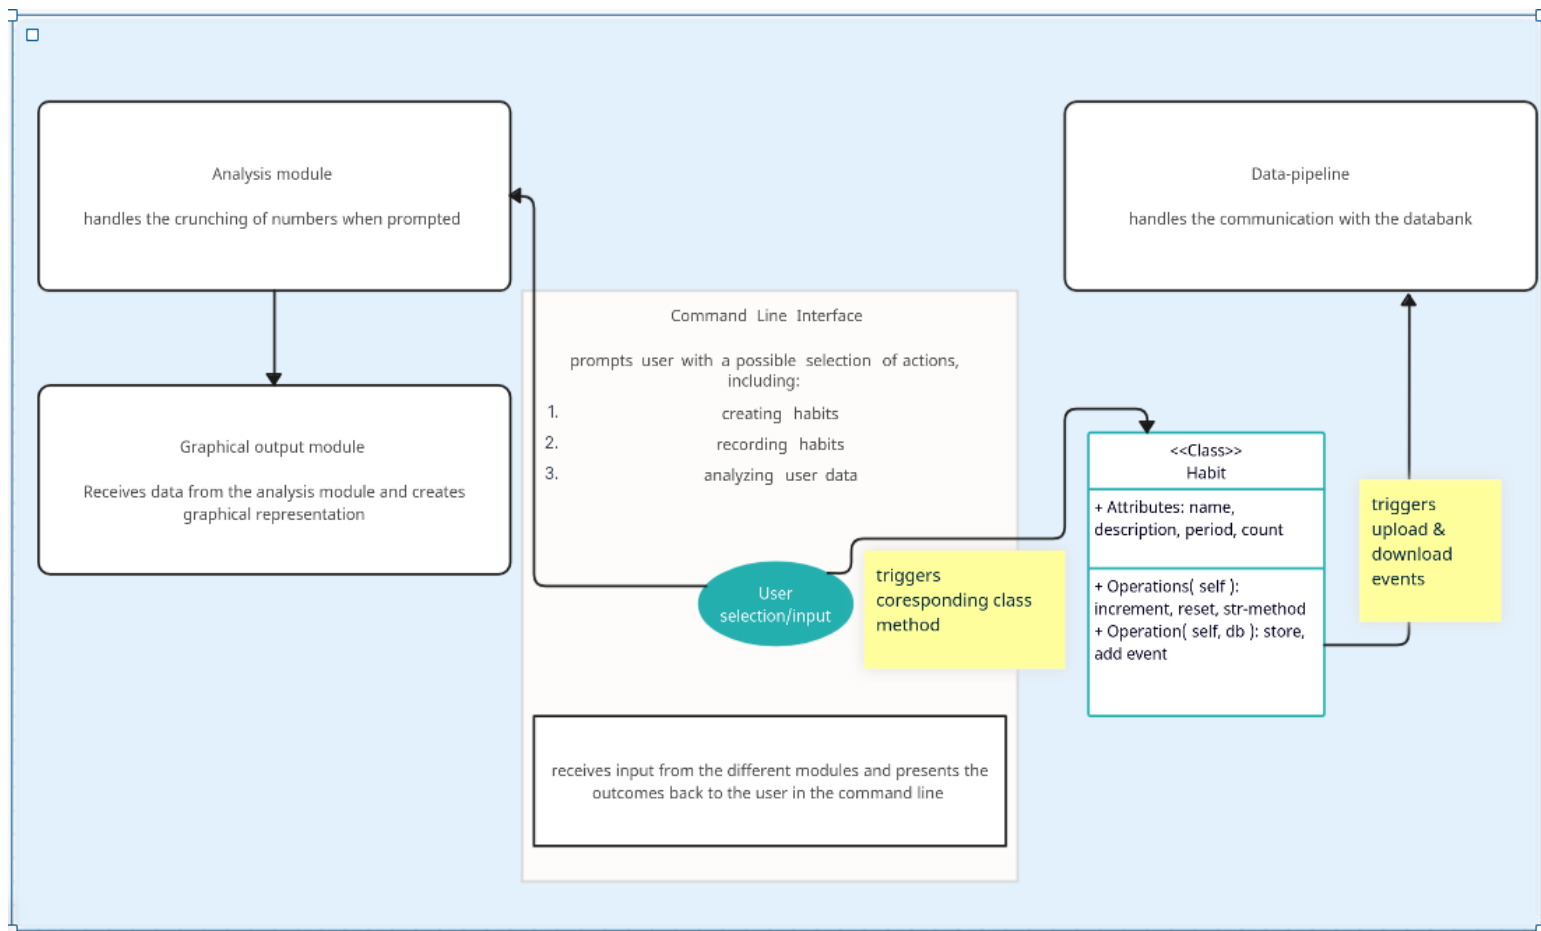 Analysis module
handles the crunching of numbers when prompted
Data-pipeline
handles the communication with the databank
Command Line Interface
prompts user with a possible selection of actions,
including:
1. creating habits
2. recording habits
3. analyzing user data
Graphical output module
Receives data from the analysis module and creates
graphical representation
User
selection/input
triggers
coresponding class
method
<<Class>>
Habit
+ Attributes: name,
description, period, count
+ Operations( self ):
increment, reset, str-method
+ Operation( self, db ): store,
add event
triggers
upload &
download
events
receives input from the different modules and presents the
outcomes back to the user in the command line